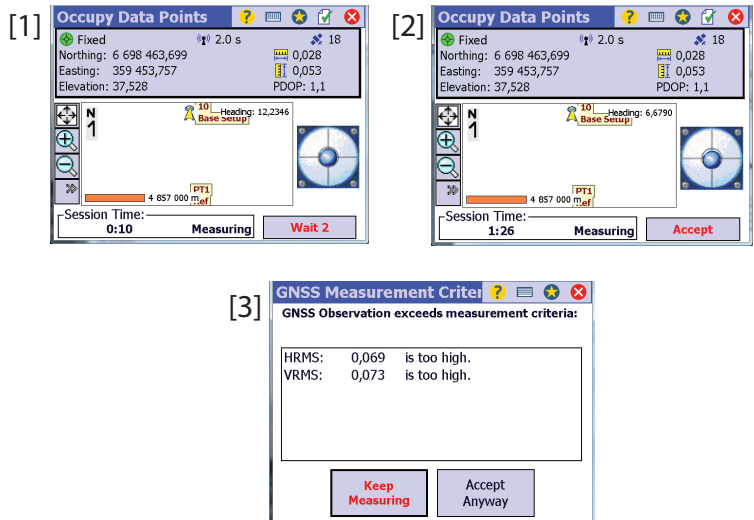 [1]
Occupy Data Points
Fixed 2.0 s 18
Northing: 6 698 463,699 0,028
Easting: 359 453,757 0,053
Elevation: 37,528 PDOP: 1,1
N
1
10 Heading: 12,2346
Base Setup
PT1
4 857 000 m
Session Time:
0:10 Measuring Wait 2
[2]
Occupy Data Points
Fixed 2.0 s 18
Northing: 6 698 463,699 0,028
Easting: 359 453,757 0,053
Elevation: 37,528 PDOP: 1,1
N
1
10 Heading: 6,6790
Base Setup
PT1
4 857 000 m
Session Time:
1:26 Measuring Accept
[3]
GNSS Measurement Criter
GNSS Observation exceeds measurement criteria:
HRMS: 0,069 is too high.
VRMS: 0,073 is too high.
Keep Measuring
Accept Anyway